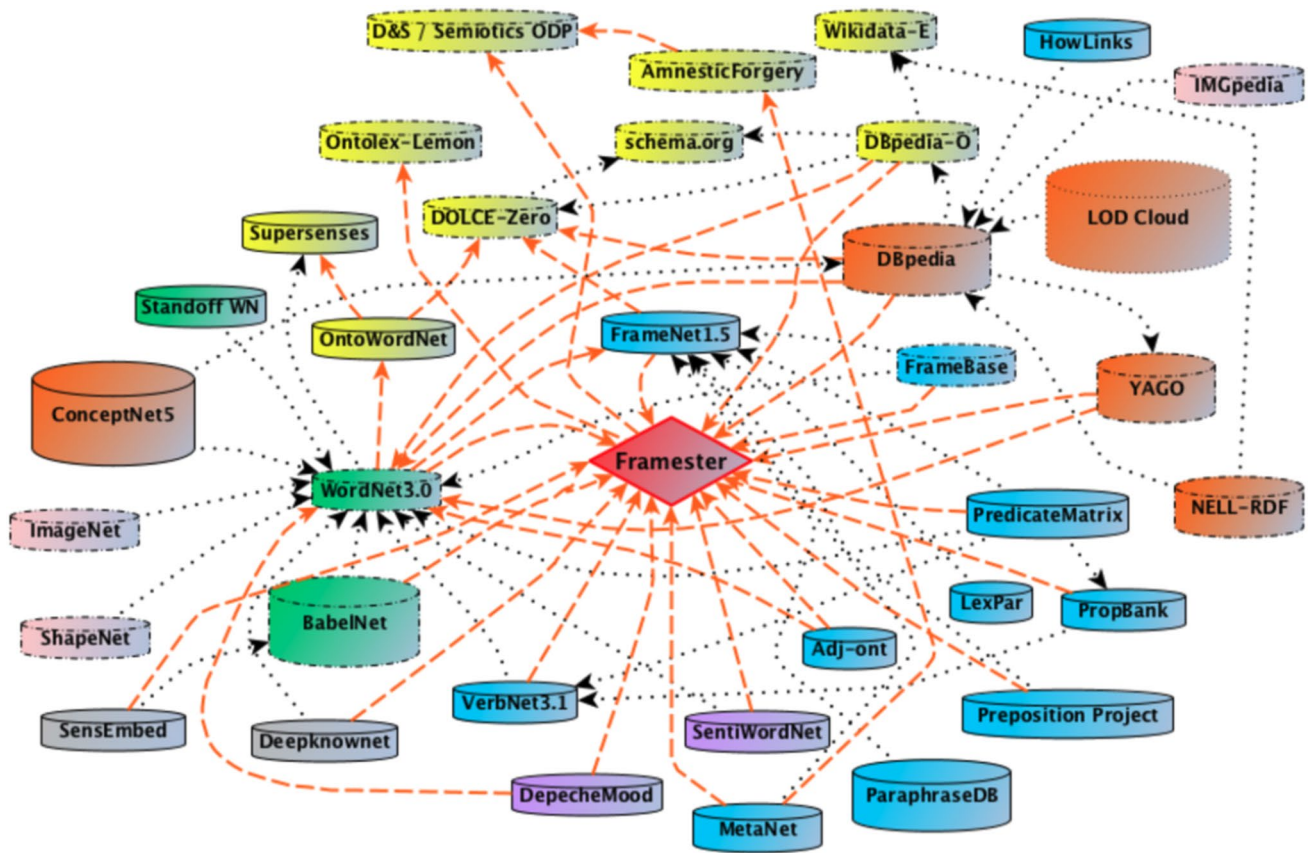 D&S / Semiotics ODP
Wikidata-E
HowLinks
AmnesticForgery
IMGpedia
Ontolex-Lemon
schema.org
DBpedia-O
DOLCE-Zero
LOD Cloud
Supersenses
DBpedia
Standoff WN
OntoWordNet
FrameNet1.5
FrameBase
YAGO
ConceptNet5
Framester
WordNet3.0
NELL-RDF
PredicateMatrix
ImageNet
LexPar
PropBank
BabelNet
ShapeNet
Adj-ont
VerbNet3.1
Preposition Project
SensEmbed
Deepknownet
SentiWordNet
DepecheMood
ParaphraseDB
MetaNet